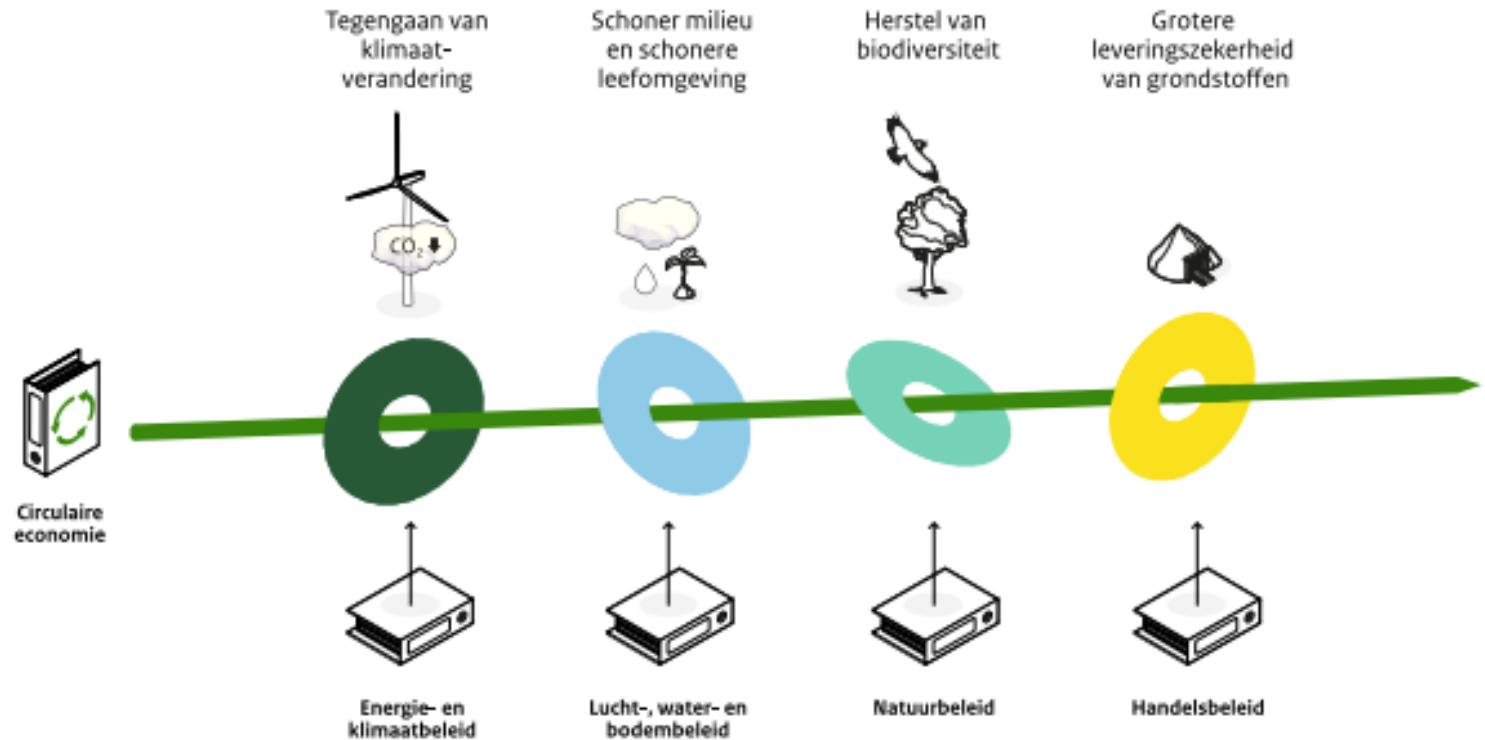 Tegengaan van
klimaat-
verandering
Schoner milieu
en schonere
leefomgeving
Herstel van
biodiversiteit
Grotere
leveringszekerheid
van grondstoffen
CO₂
Circulaire
economie
Energie- en
klimaatbeleid
Lucht-, water- en
bodembeleid
Natuurbeleid
Handelsbeleid